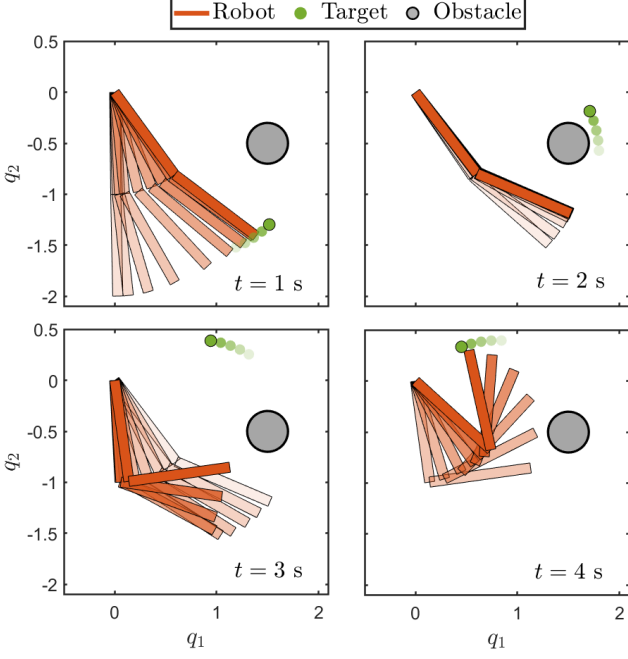 Robot Target Obstacle
0.5
0
-0.5
-1
-1.5
-2
q2
t = 1 s
t = 2 s
0.5
0
-0.5
-1
-1.5
-2
q2
t = 3 s
t = 4 s
0 1 2
0 1 2
q1
q1